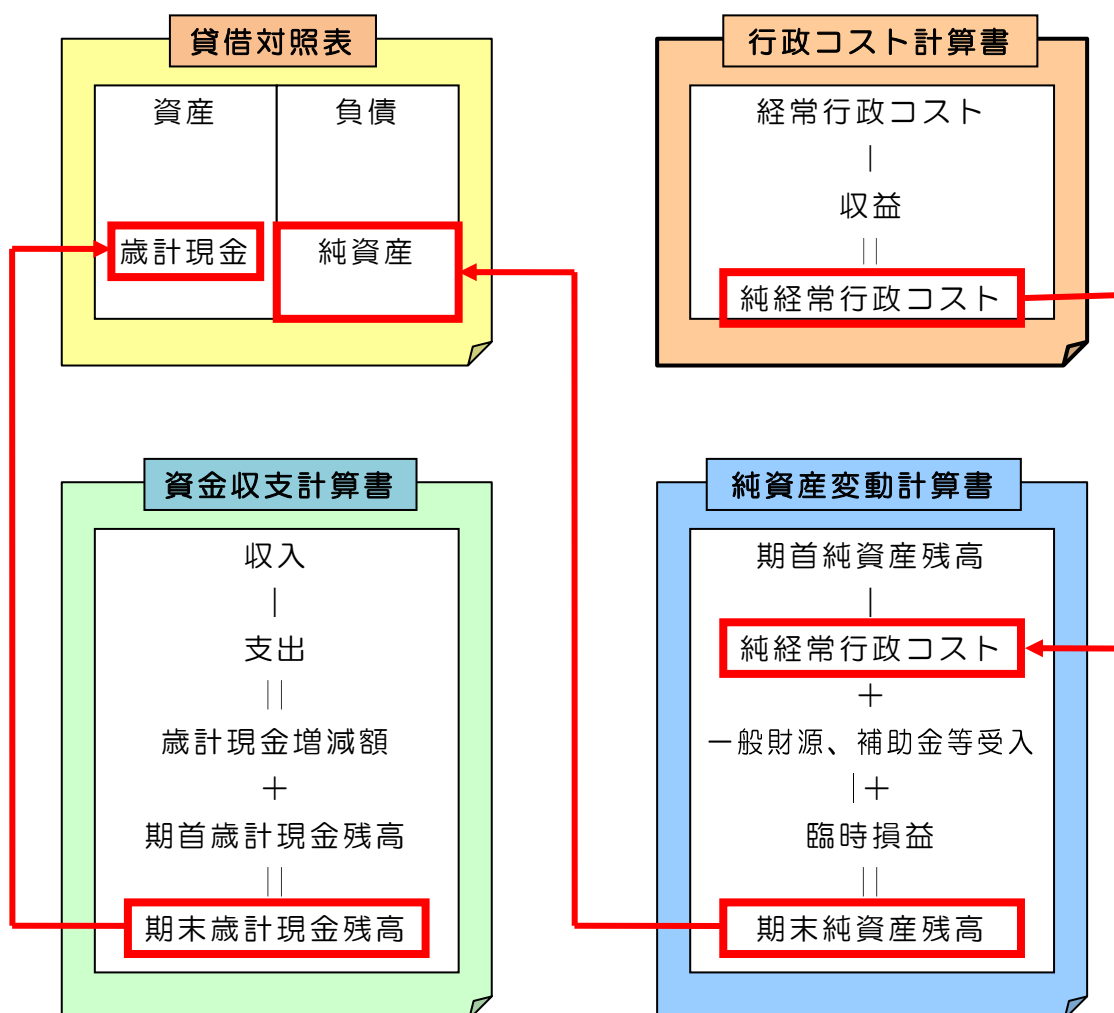 貸借対照表
資産
負債
歳計現金
純資産
行政コスト計算書
経常行政コスト
|
収益
||
純経常行政コスト
資金収支計算書
収入
|
支出
||
歳計現金増減額
+
期首歳計現金残高
||
期末歳計現金残高
純資産変動計算書
期首純資産残高
|
純経常行政コスト
+
一般財源、補助金等受入
|+
臨時損益
||
期末純資産残高